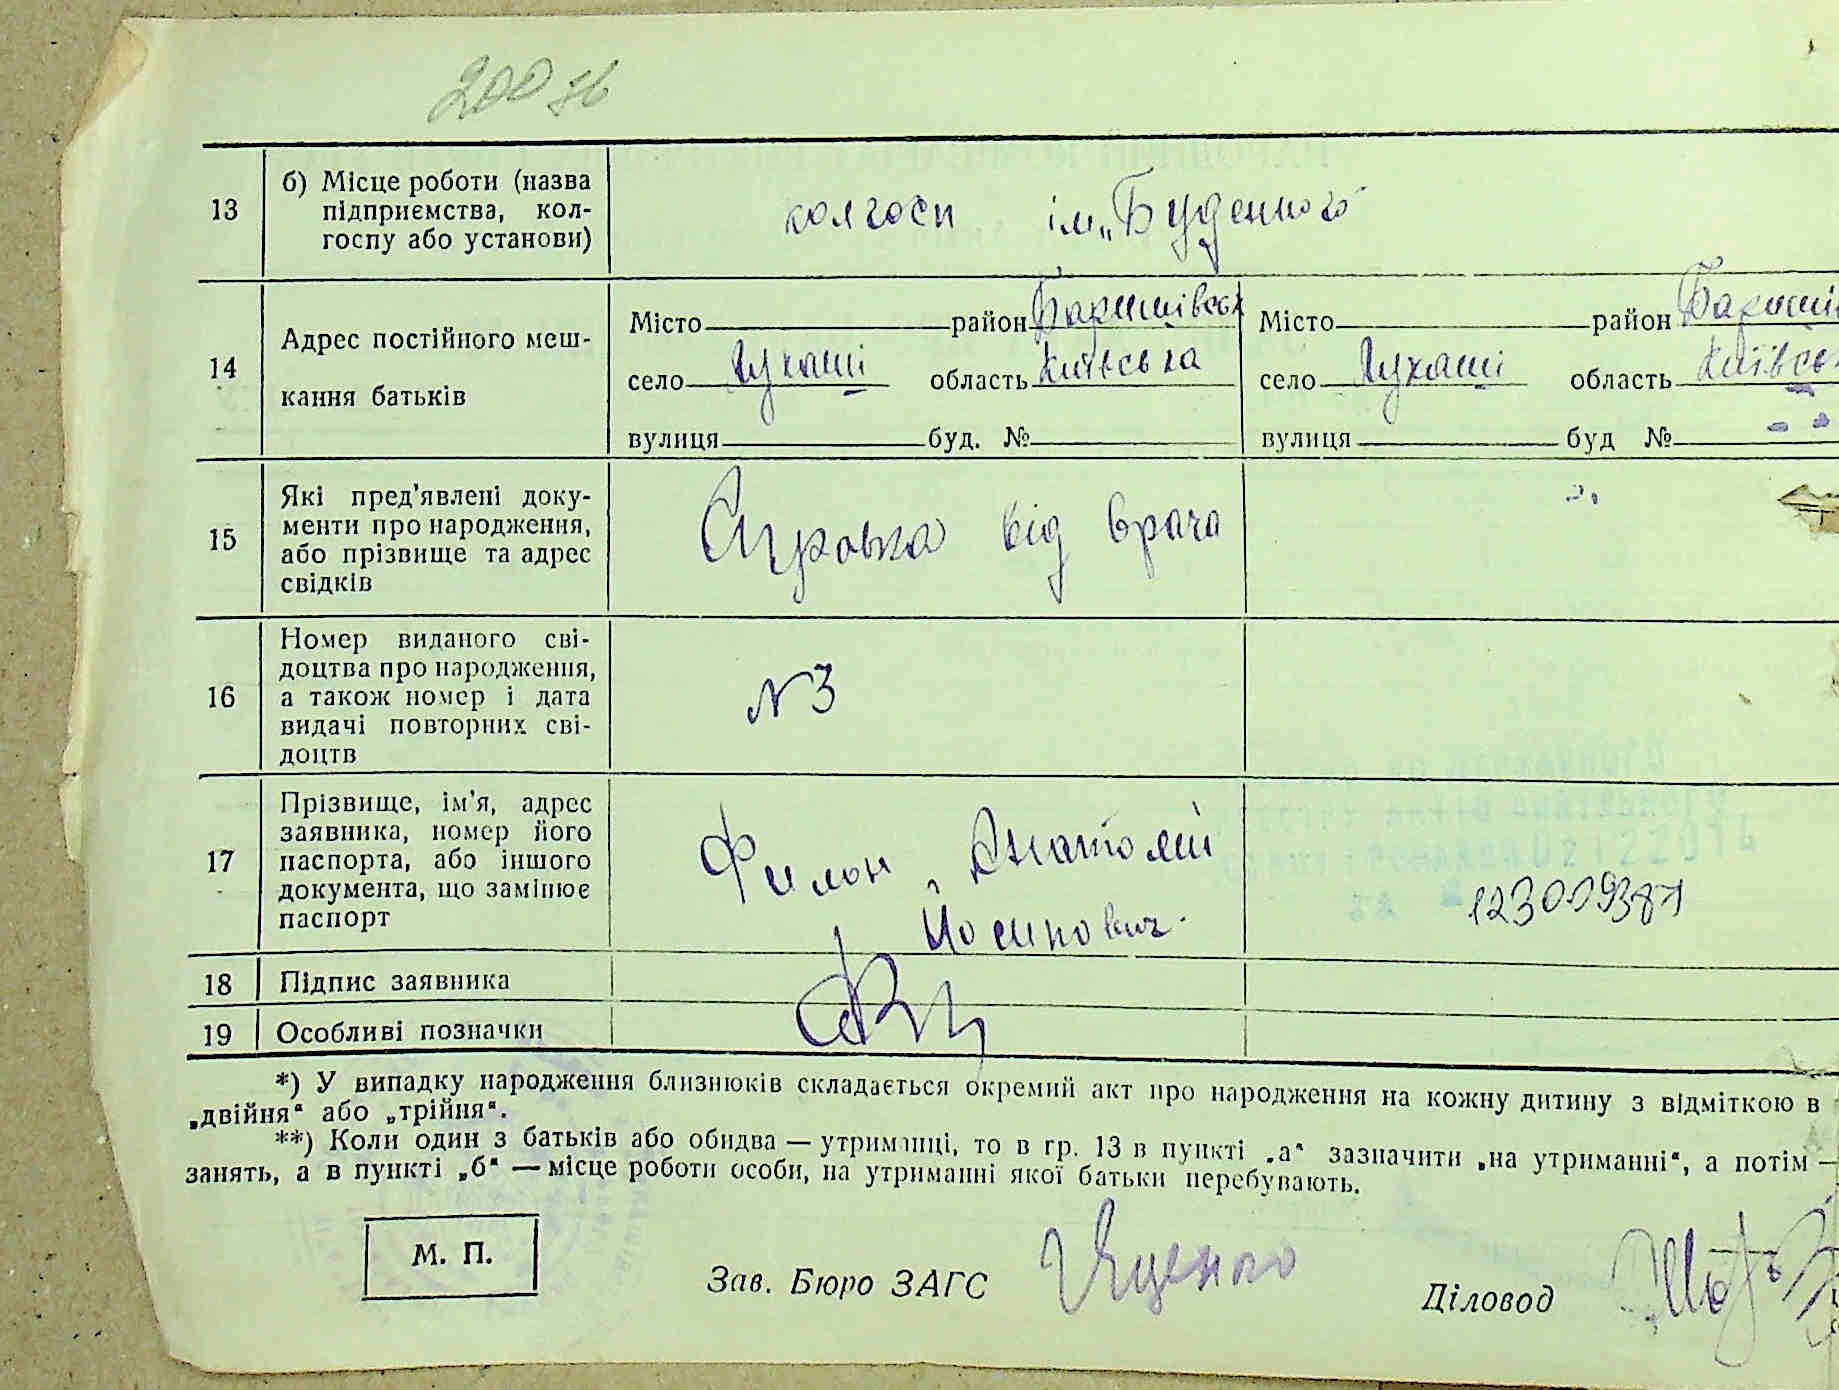 200 зв
13
б) Місце роботи (назва
підприємства, кол-
госпу або установи)
колгосп ім „Буденного
14
Адрес постійного меш-
кання батьків
Місто район Баришівськ Місто район Бариші
село Лукаші область Київська село Лукаші область Київськ
вулиця буд. № вулиця буд №
15
Які пред'явлені доку-
менти про народження,
або прізвище та адрес
свідків
від врача
16
Номер виданого сві-
доцтва про народження,
а також номер і дата
видачі повторних сві-
доцтв
N 3
17
Прізвище, ім'я, адрес
заявника, номер його
паспорта, або іншого
документа, що замінює
паспорт
Филон Анатолій
Йосипович
18 Підпис заявника
19 Особливі позначки
*) У випадку народження близнюків складається окремий акт про народження на кожну дитину з відміткою в
„двійня“ або „трійня“.
**) Коли один з батьків або обидва — утриманці, то в гр. 13 в пункті „а“ зазначити „на утриманні“, а потім —
занять, а в пункті „б“ — місце роботи особи, на утриманні якої батьки перебувають.
М. П.
Зав. Бюро ЗАГС Яценко
Діловод